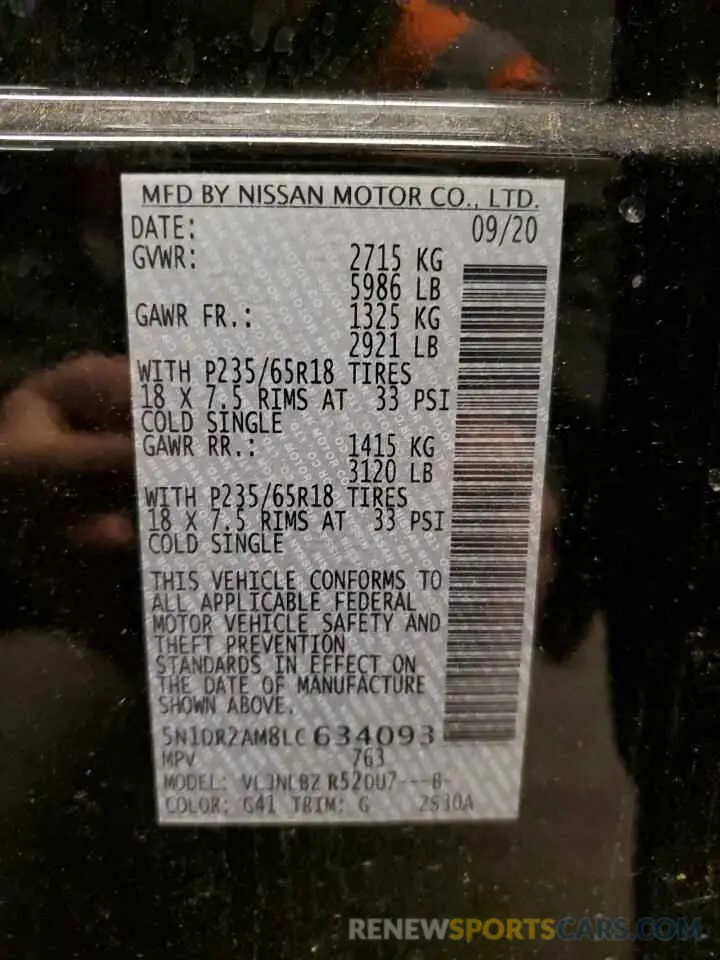 MFD BY NISSAN MOTOR CO., LTD.
DATE: 09/20
GVWR: 2715 KG
5986 LB
GAWR FR.: 1325 KG
2921 LB
WITH P235/65R18 TIRES
18 X 7.5 RIMS AT 33 PSI
COLD SINGLE
GAWR RR.: 1415 KG
3120 LB
WITH P235/65R18 TIRES
18 X 7.5 RIMS AT 33 PSI
COLD SINGLE
THIS VEHICLE CONFORMS TO
ALL APPLICABLE FEDERAL
MOTOR VEHICLE SAFETY AND
THEFT PREVENTION
STANDARDS IN EFFECT ON
THE DATE OF MANUFACTURE
SHOWN ABOVE.
5N1DR2AM8LC634093
MPV 763
MODEL:
COLOR: G41 TRIM: G
RENEWSPORTSCARS.COM